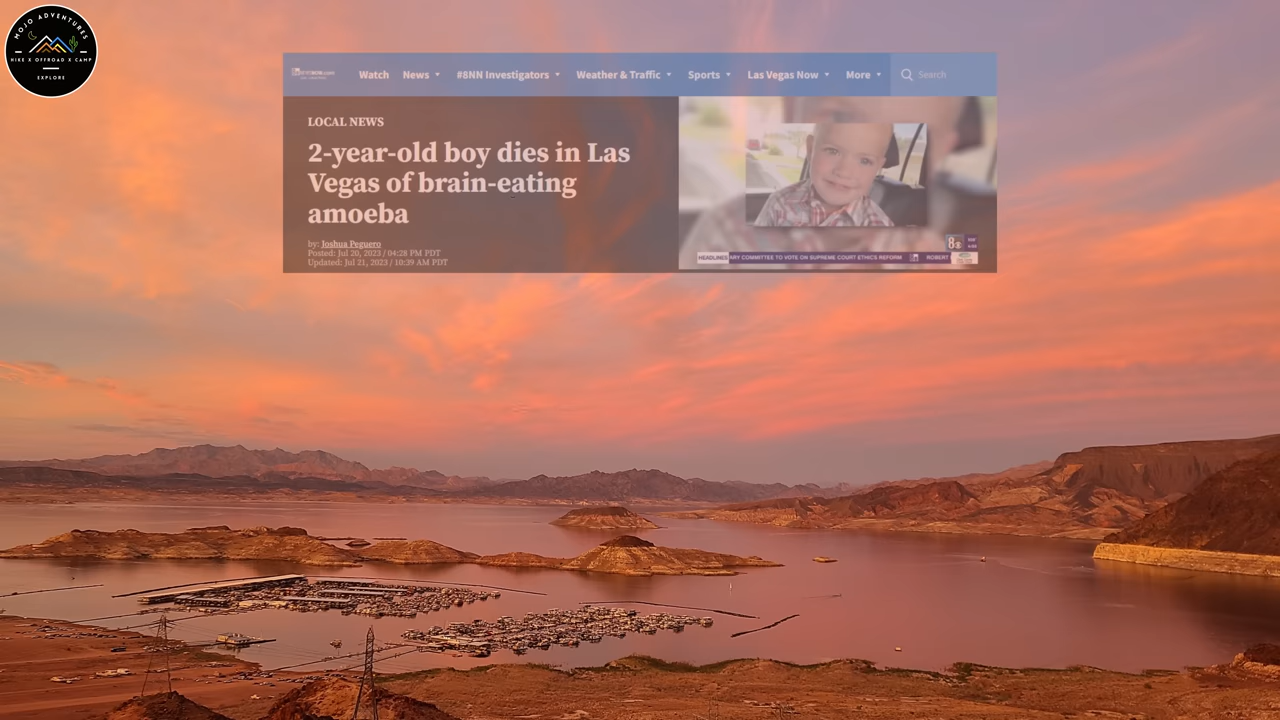 MOJO ADVENTURES
HIKE X OFFROAD X CAMP
EXPLORE
Watch News #8NN Investigators Weather & Traffic Sports Las Vegas Now More Search
LOCAL NEWS
2-year-old boy dies in Las
Vegas of brain-eating
amoeba
by: Joshua Peguero
Posted: Jul 20, 2023 / 04:28 PM PDT
Updated: Jul 21, 2023 / 10:39 AM PDT
8
HEADLINES ARY COMMITTEE TO VOTE ON SUPREME COURT ETHICS REFORM ROBERT